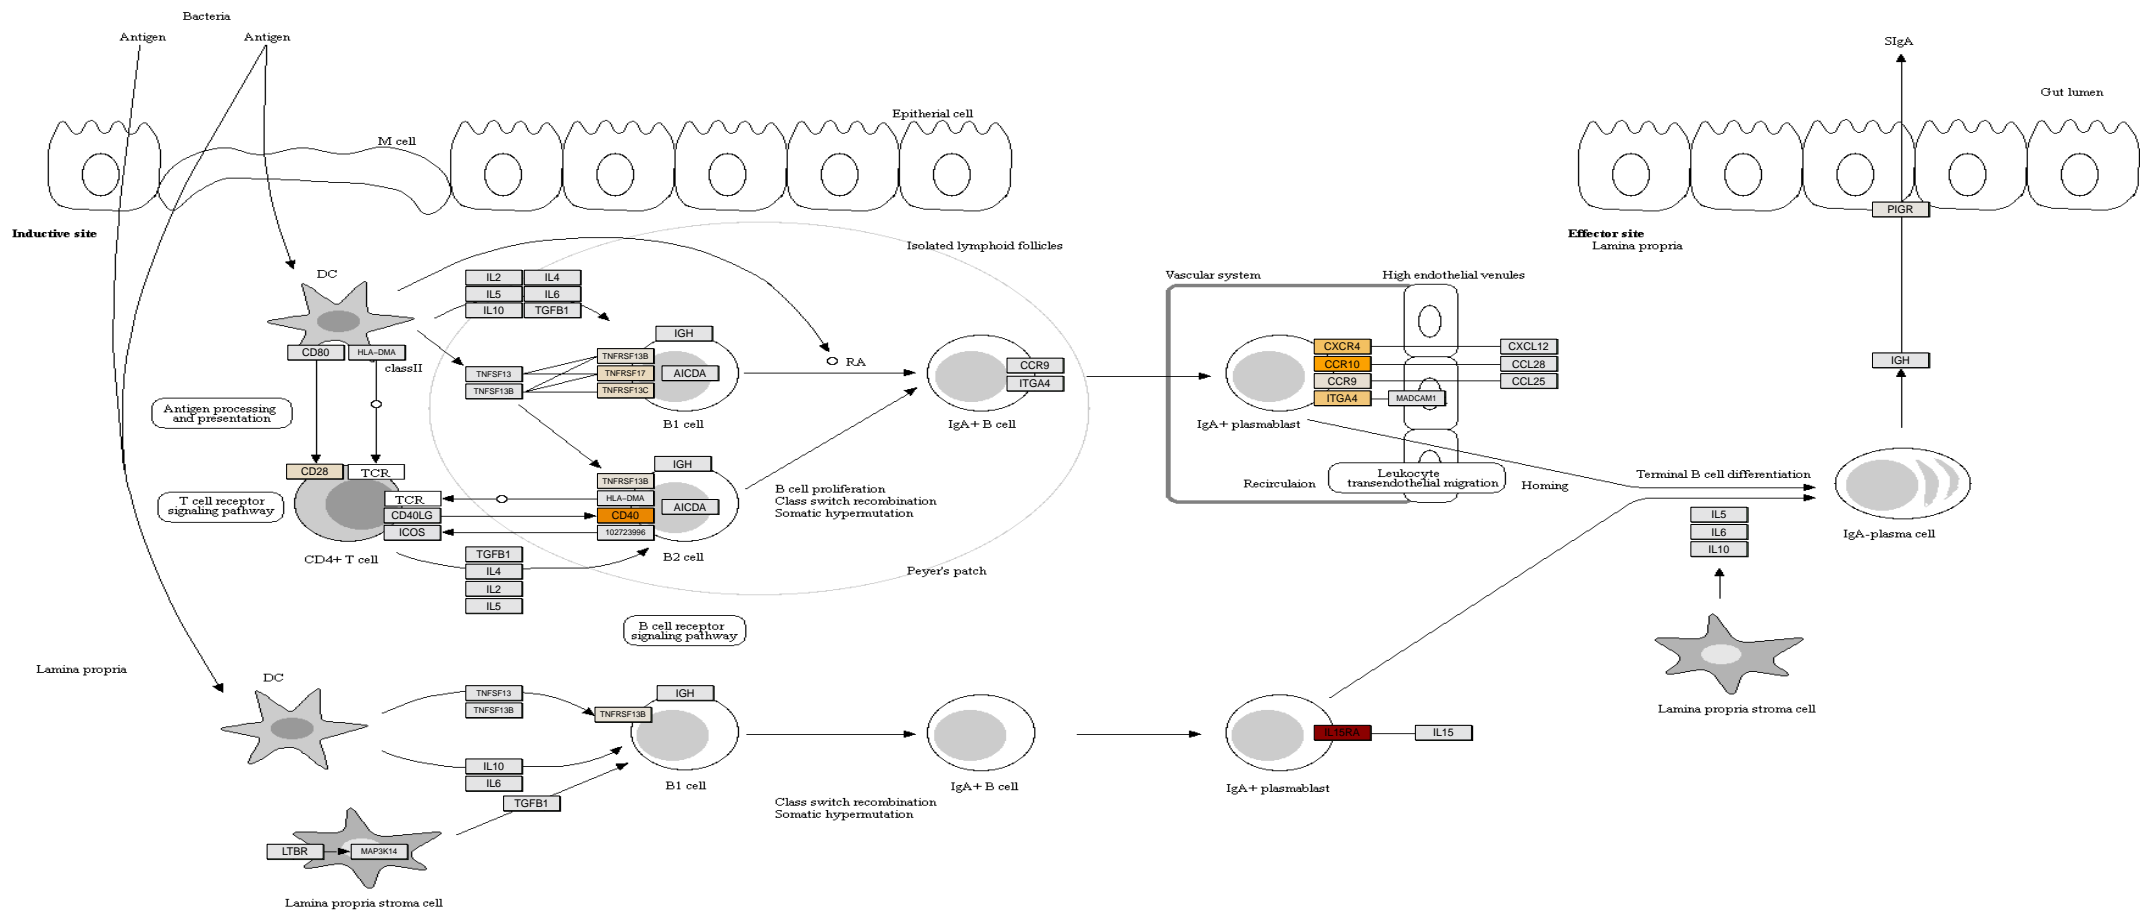 Bacteria
Antigen
Antigen
SIgA
Gut lumen
Epitherial cell
M cell
PIGR
Inductive site
Effector site
Lamina propria
Isolated lymphoid follicles
DC
Vascular system
High endothelial venules
IL2
IL4
IL5
IL6
IL10
TGFB1
IGH
CD80
HLA-DMA
classII
TNFSF13
TNFSF13B
TNFRSF13B
TNFRSF17
TNFRSF13C
AICDA
B1 cell
RA
CCR9
ITGA4
IgA+ B cell
CXCR4
CCR10
CCR9
ITGA4
MADCAM1
CXCL12
CCL28
CCL25
IgA+ plasmablast
IGH
Antigen processing
and presentation
CD28
TCR
T cell receptor
signaling pathway
TCR
CD40LG
ICOS
CD4+ T cell
IGH
TNFRSF13B
HLA-DMA
CD40
102723996
AICDA
B2 cell
B cell proliferation
Class switch recombination
Somatic hypermutation
Recirculaion
Leukocyte
transendothelial migration
Homing
Terminal B cell differentiation
IL5
IL6
IL10
IgA-plasma cell
TGFB1
IL4
IL2
IL5
Peyer's patch
B cell receptor
signaling pathway
Lamina propria
DC
TNFSF13
TNFSF13B
IGH
TNFRSF13B
IL10
IL6
TGFB1
B1 cell
IgA+ B cell
IL15RA
IL15
IgA+ plasmablast
Lamina propria stroma cell
Class switch recombination
Somatic hypermutation
LTBR
MAP3K14
Lamina propria stroma cell